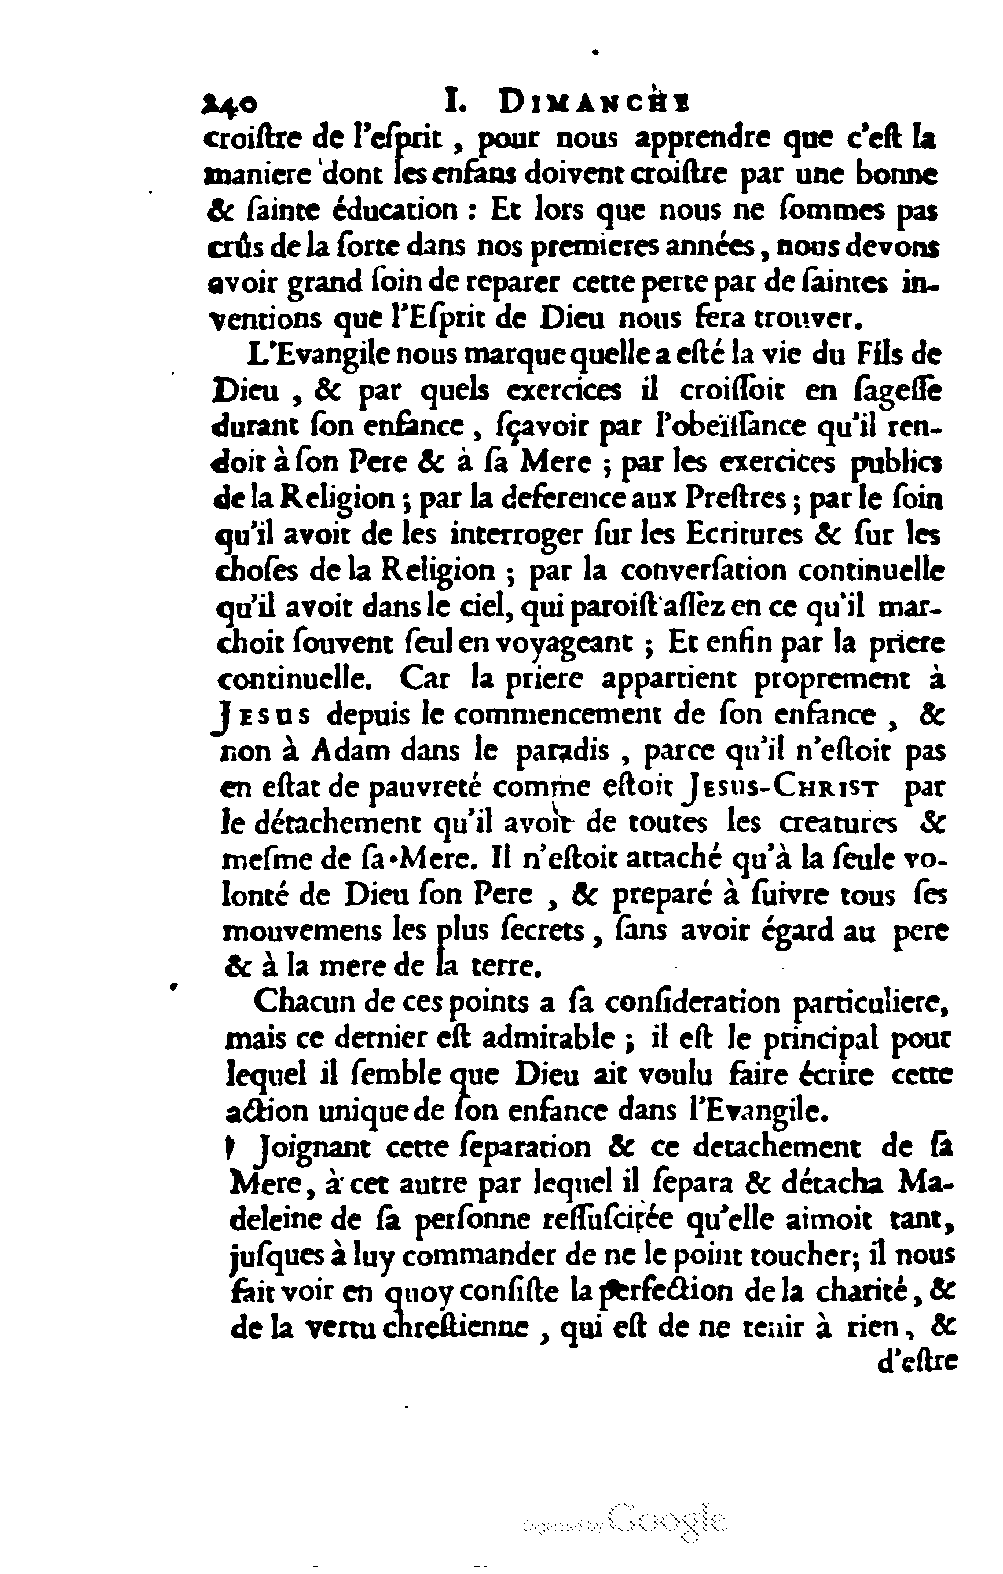 240 I. DIMANCHE
croiſtre de l'eſprit, pour nous apprendre que c'eſt la
maniere dont les enfans doivent croiſtre par une bonne
& ſainte éducation : Et lors que nous ne ſommes pas
crûs de la ſorte dans nos premieres années, nous devons
avoir grand ſoin de reparer cette perte par de ſaintes in-
ventions que l'Eſprit de Dieu nous fera trouver.
L'Evangile nous marque quelle a eſté la vie du Fils de
Dieu, & par quels exercices il croiſſoit en ſageſſe
durant ſon enfance, ſçavoir par l'obeïſſance qu'il ren-
doit à ſon Pere & à ſa Mere ; par les exercices publics
de la Religion ; par la deference aux Preſtres ; par le ſoin
qu'il avoit de les interroger ſur les Ecritures & ſur les
choſes de la Religion ; par la converſation continuelle
qu'il avoit dans le ciel, qui paroiſt aſſez en ce qu'il mar-
choit ſouvent ſeul en voyageant ; Et enfin par la priere
continuelle. Car la priere appartient proprement à
JESUS depuis le commencement de ſon enfance, &
non à Adam dans le paradis, parce qu'il n'eſtoit pas
en eſtat de pauvreté comme eſtoit JESUS-CHRIST par
le détachement qu'il avoit de toutes les creatures &
meſme de ſa Mere. Il n'eſtoit attaché qu'à la ſeule vo-
lonté de Dieu ſon Pere, & preparé à ſuivre tous ſes
mouvemens les plus ſecrets, ſans avoir égard au pere
& à la mere de la terre.
Chacun de ces points a ſa conſideration particuliere,
mais ce dernier eſt admirable ; il eſt le principal pour
lequel il ſemble que Dieu ait voulu faire écrire cette
action unique de ſon enfance dans l'Evangile.
Joignant cette ſeparation & ce detachement de ſa
Mere, à cet autre par lequel il ſepara & détacha Ma-
deleine de ſa perſonne reſſuſcitée qu'elle aimoit tant,
juſques à luy commander de ne le point toucher; il nous
fait voir en quoy conſiſte la perfection de la charité, &
de la vertu chreſtienne, qui eſt de ne tenir à rien, &
d'eſtre
Digitized by Google